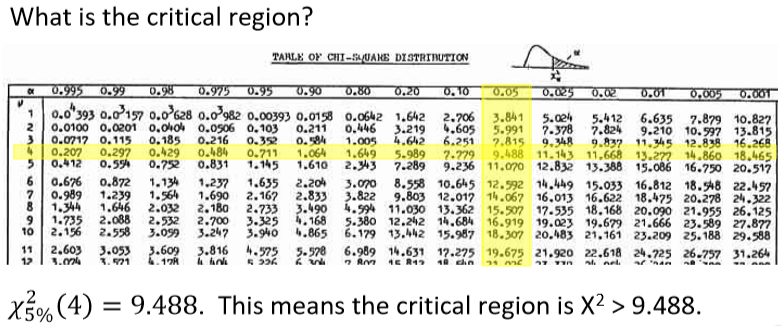 What is the critical region?
TABLE OF CHI-SQUARE DISTRIBUTION
α
x²α
α 0.995 0.99 0.98 0.975 0.95 0.90 0.80 0.20 0.10 0.05 0.025 0.02 0.01 0.005 0.001
ν
1 0.0⁴393 0.0³157 0.0³628 0.0³982 0.00393 0.0158 0.0642 1.642 2.706 3.841 5.024 5.412 6.635 7.879 10.827
2 0.0100 0.0201 0.0404 0.0506 0.103 0.211 0.446 3.219 4.605 5.991 7.378 7.824 9.210 10.597 13.815
3 0.0717 0.115 0.185 0.216 0.352 0.584 1.005 4.642 6.251 7.815 9.348 9.837 11.345 12.838 16.268
4 0.207 0.297 0.429 0.484 0.711 1.064 1.649 5.989 7.779 9.488 11.143 11.668 13.277 14.860 18.465
5 0.412 0.554 0.752 0.831 1.145 1.610 2.343 7.289 9.236 11.070 12.832 13.388 15.086 16.750 20.517
6 0.676 0.872 1.134 1.237 1.635 2.204 3.070 8.558 10.645 12.592 14.449 15.033 16.812 18.548 22.457
7 0.989 1.239 1.564 1.690 2.167 2.833 3.822 9.803 12.017 14.067 16.013 16.622 18.475 20.278 24.322
8 1.344 1.646 2.032 2.180 2.733 3.490 4.594 11.030 13.362 15.507 17.535 18.168 20.090 21.955 26.125
9 1.735 2.088 2.532 2.700 3.325 4.168 5.380 12.242 14.684 16.919 19.023 19.679 21.666 23.589 27.877
10 2.156 2.558 3.059 3.247 3.940 4.865 6.179 13.442 15.987 18.307 20.483 21.161 23.209 25.188 29.588
11 2.603 3.053 3.609 3.816 4.575 5.578 6.989 14.631 17.275 19.675 21.920 22.618 24.725 26.757 31.264
12 3.074 3.571 4.178
χ²5%(4) = 9.488. This means the critical region is X² > 9.488.